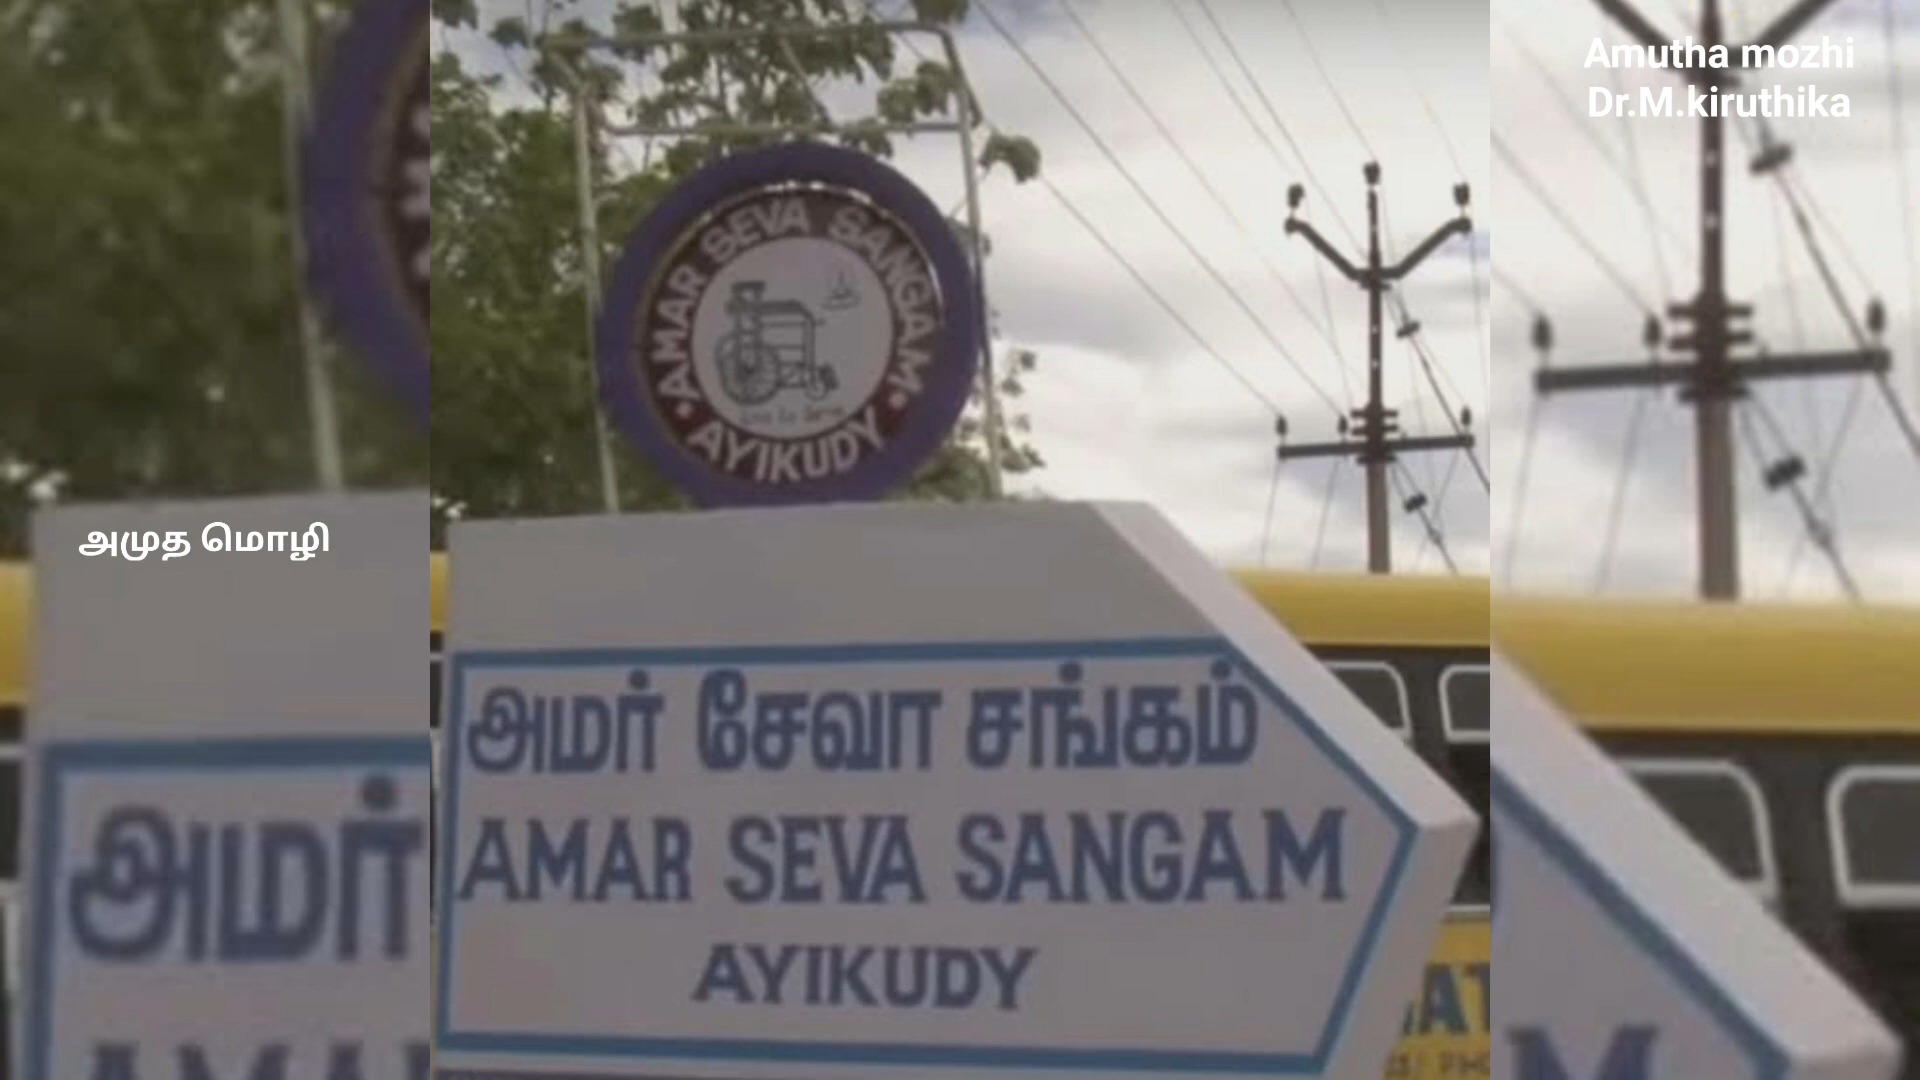 Amutha mozhi
Dr.M.kiruthika
அமுத மொழி
AMAR SEVA SANGAM
AYIKUDY
அமர் சேவா சங்கம்
AMAR SEVA SANGAM
AYIKUDY
அமர்